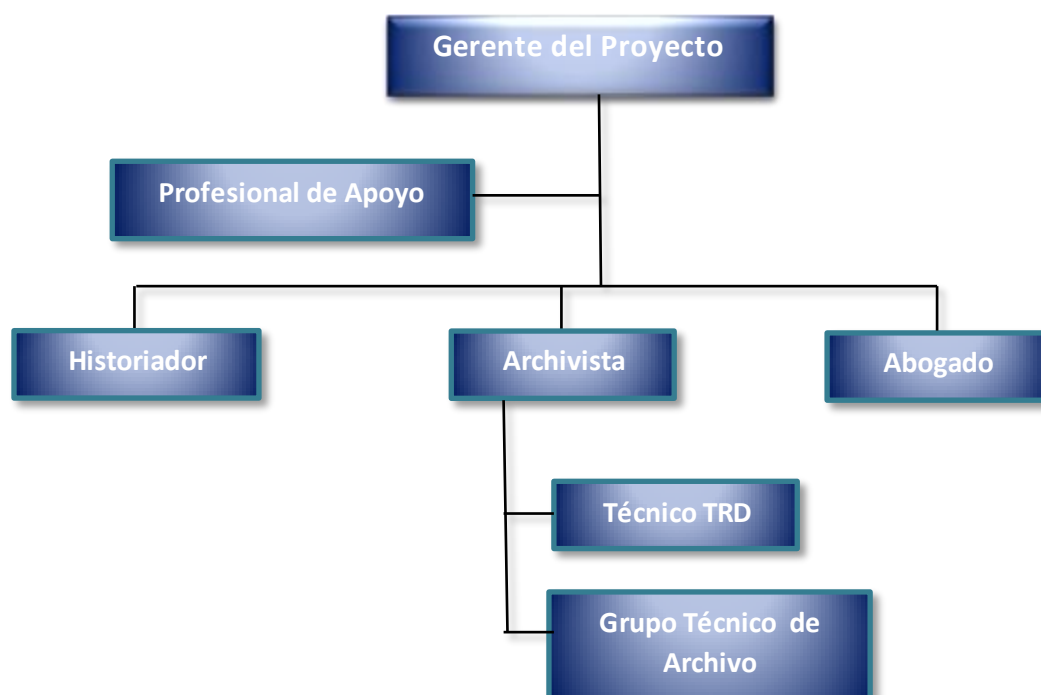 Gerente del Proyecto
Profesional de Apoyo
Historiador
Archivista
Abogado
Técnico TRD
Grupo Técnico de
Archivo